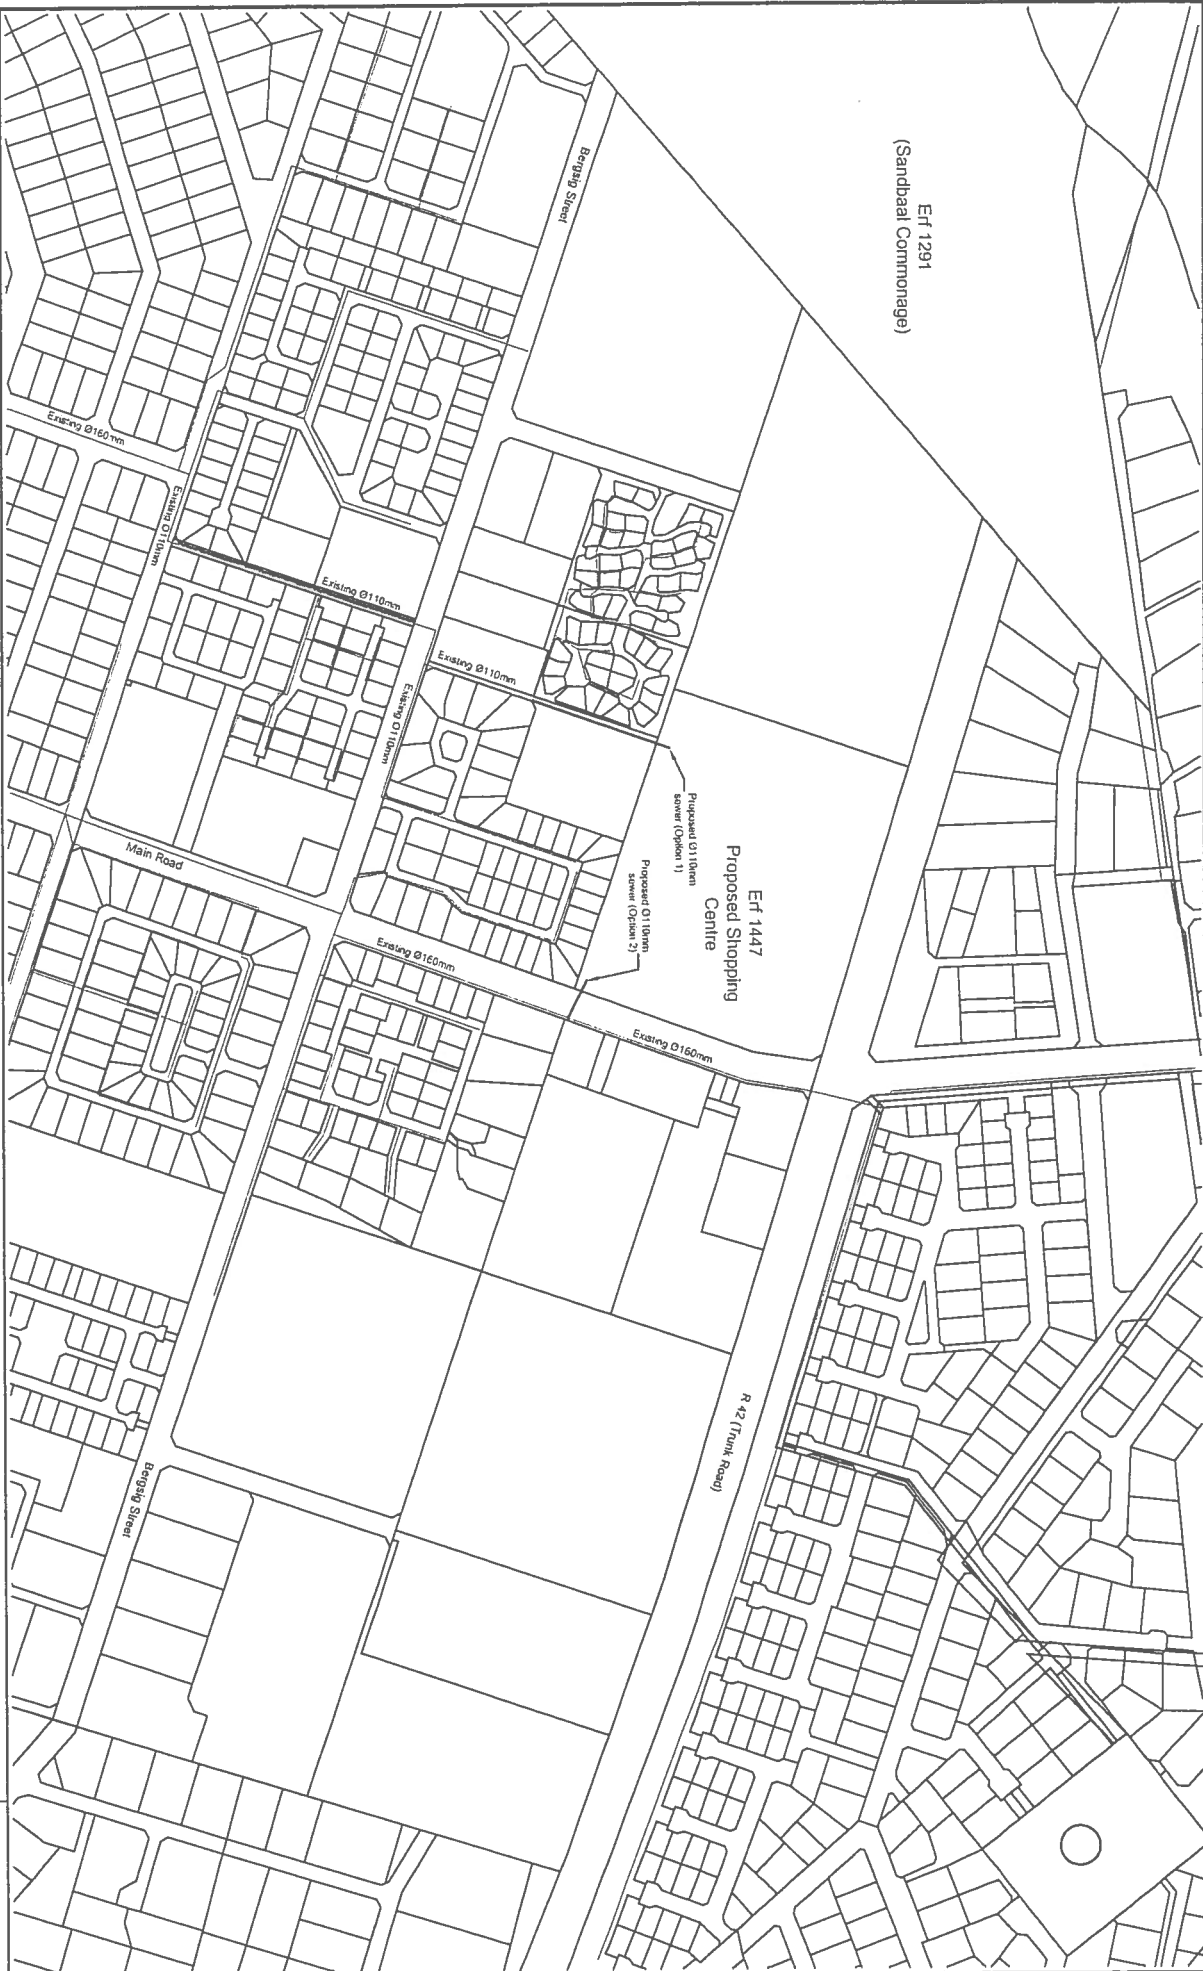 Erf 1291
(Sandbaai Commonage)
Bergsig Street
Existing Ø160mm
Existing Ø110mm
Existing Ø110mm
Existing Ø110mm
Existing Ø110mm
Proposed Ø110mm
sewer (Option 1)
Proposed Ø110mm
sewer (Option 2)
Erf 1447
Proposed Shopping
Centre
Main Road
Existing Ø160mm
Existing Ø160mm
R 42 (Trunk Road)
Bergsig Street